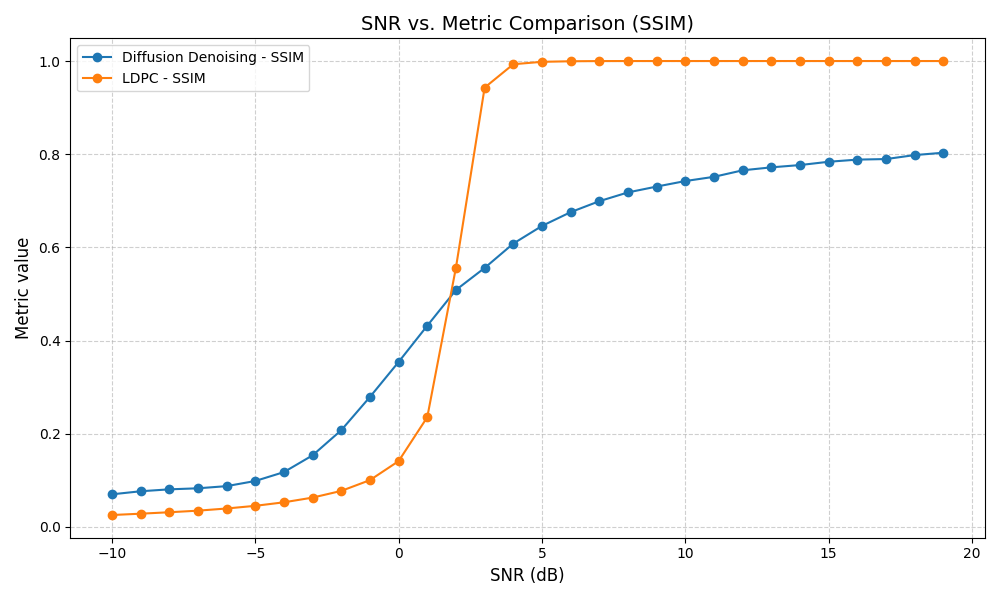 SNR vs. Metric Comparison (SSIM)
Diffusion Denoising - SSIM
LDPC - SSIM
Metric value
1.0
0.8
0.6
0.4
0.2
0.0
−10
−5
0
5
10
15
20
SNR (dB)